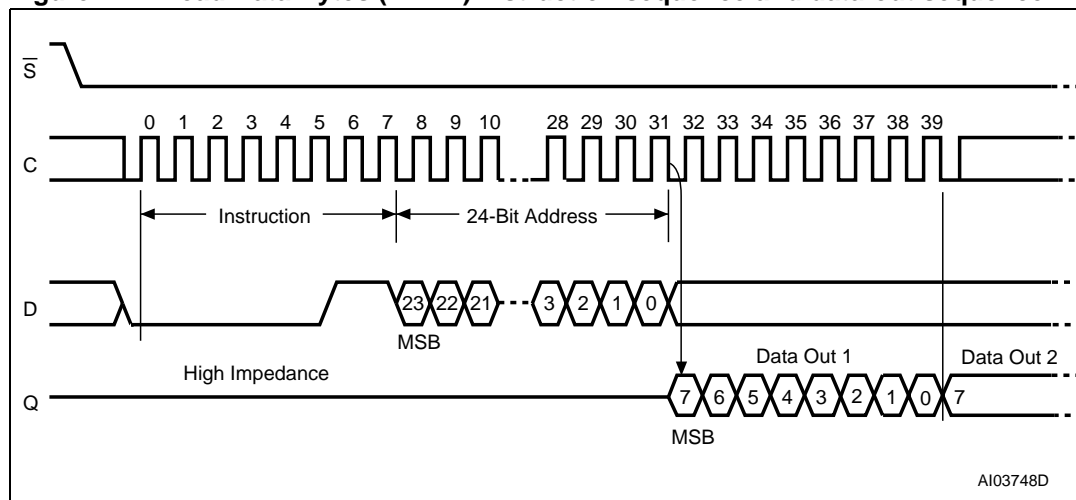 S
0 1 2 3 4 5 6 7 8 9 10 28 29 30 31 32 33 34 35 36 37 38 39
C
Instruction 24-Bit Address
D 23 22 21 3 2 1 0
MSB
High Impedance Data Out 1 Data Out 2
Q 7 6 5 4 3 2 1 0 7
MSB
AI03748D